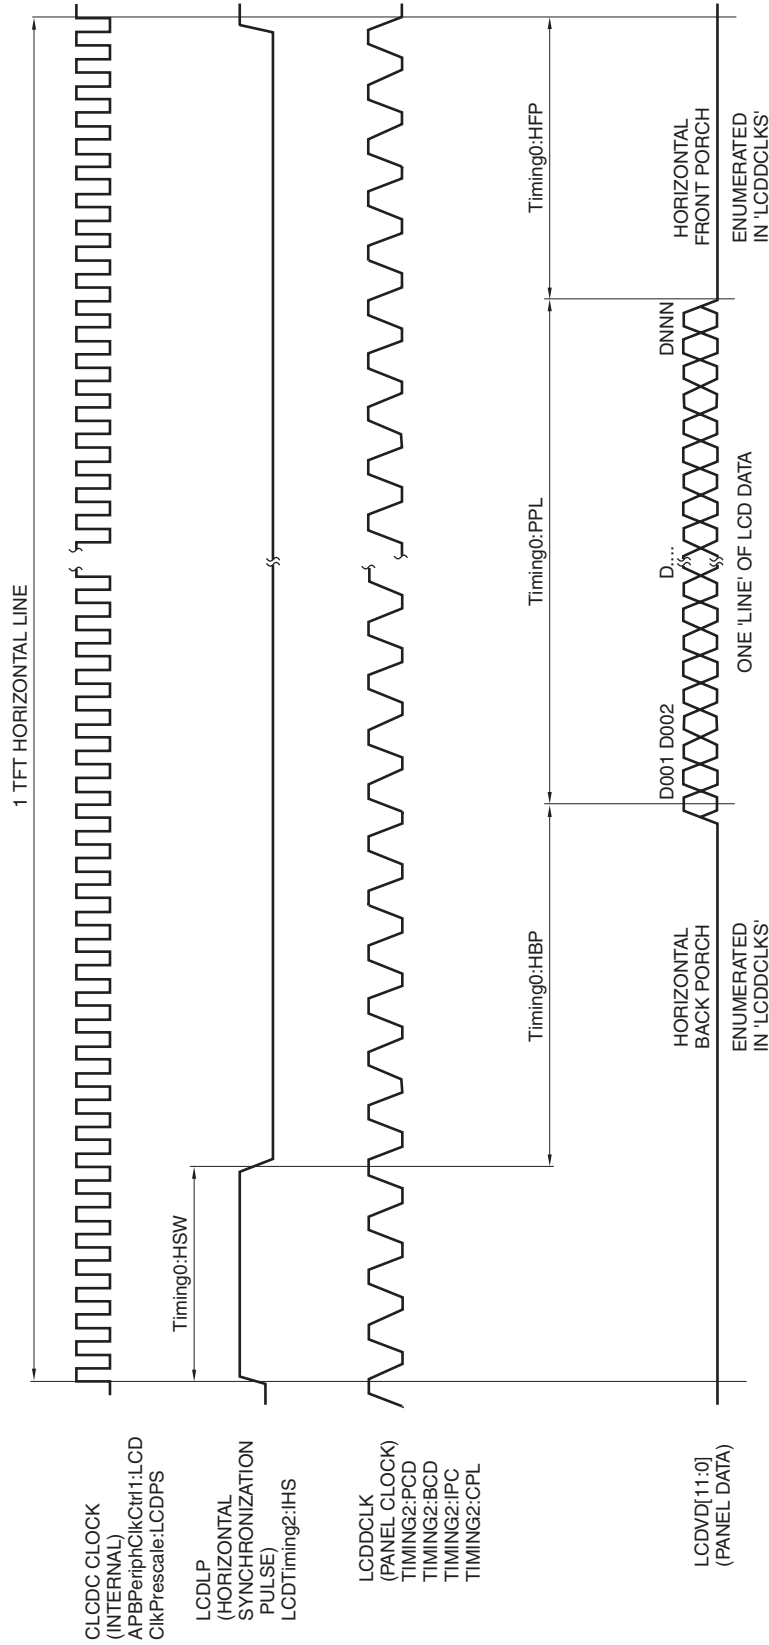 1 TFT HORIZONTAL LINE
CLCDC CLOCK
(INTERNAL)
APBPeriphClkCtrl1:LCD
ClkPrescale:LCDPS
Timing0:HSW
LCDLP
(HORIZONTAL
SYNCHRONIZATION
PULSE)
LCDTiming2:IHS
LCDDCLK
(PANEL CLOCK)
TIMING2:PCD
TIMING2:BCD
TIMING2:IPC
TIMING2:CPL
Timing0:HBP
Timing0:PPL
Timing0:HFP
D001 D002
D....
DNNN
LCDVD[11:0]
(PANEL DATA)
HORIZONTAL
BACK PORCH
ENUMERATED
IN 'LCDDCLKS'
ONE 'LINE' OF LCD DATA
HORIZONTAL
FRONT PORCH
ENUMERATED
IN 'LCDDCLKS'